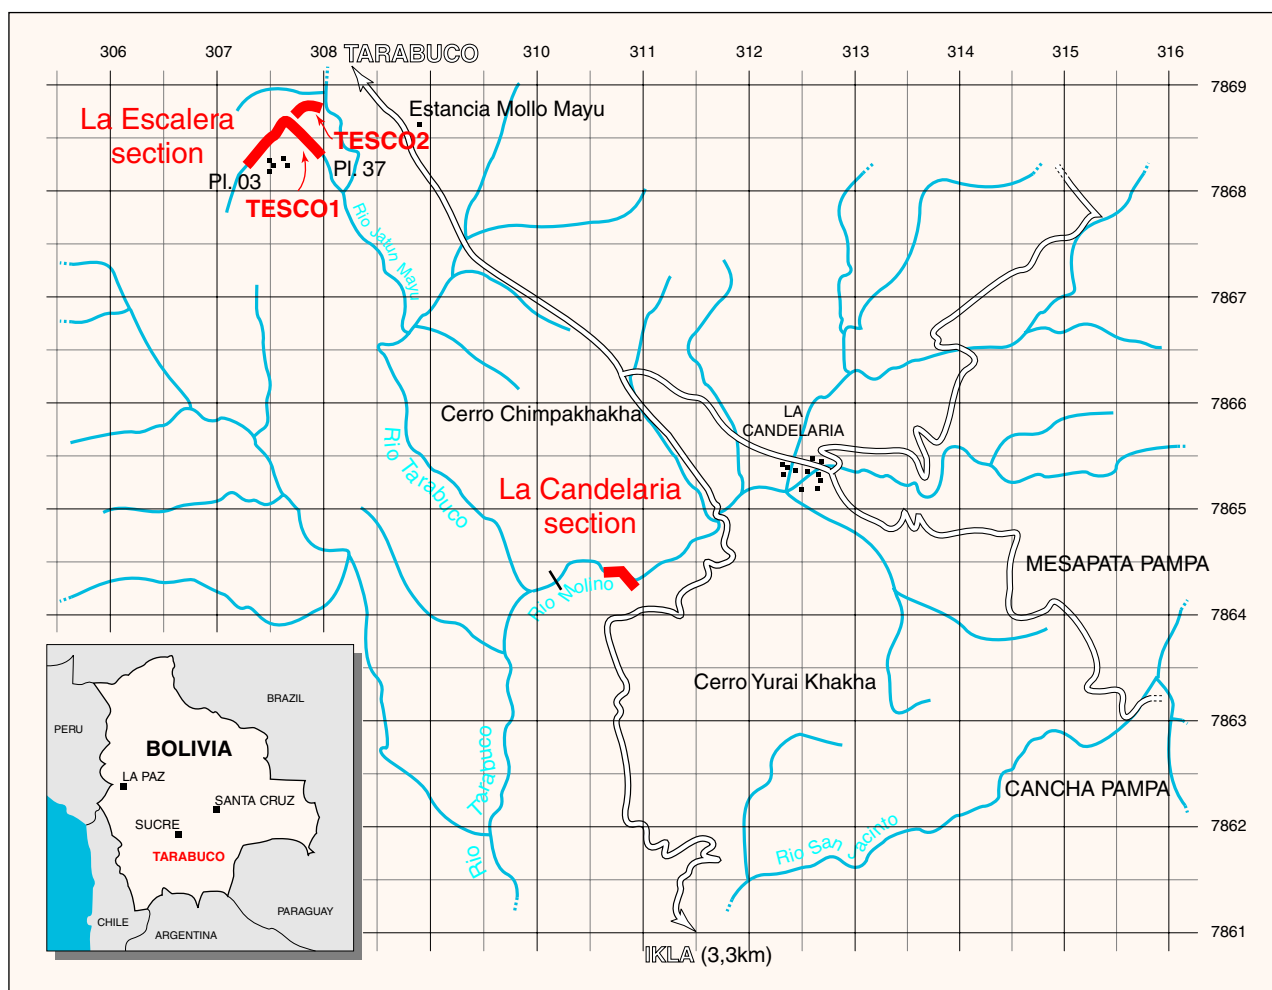 306 307 308 TARABUCO 310 311 312 313 314 315 316
7869
Estancia Mollo Mayu
La Escalera
section
TESCO2
Pl. 03
Pl. 37
TESCO1
7868
Rio Jatun Mayu
7867
Cerro Chimpakhakha
LA
CANDELARIA
7866
Rio Tarabuco
La Candelaria
section
7865
MESAPATA PAMPA
Rio Molino
7864
Cerro Yurai Khakha
7863
Rio Tarabuco
CANCHA PAMPA
7862
Rio San Jacinto
7861
IKLA (3,3km)
BRAZIL
PERU
BOLIVIA
LA PAZ
SANTA CRUZ
SUCRE
TARABUCO
PARAGUAY
CHILE
ARGENTINA